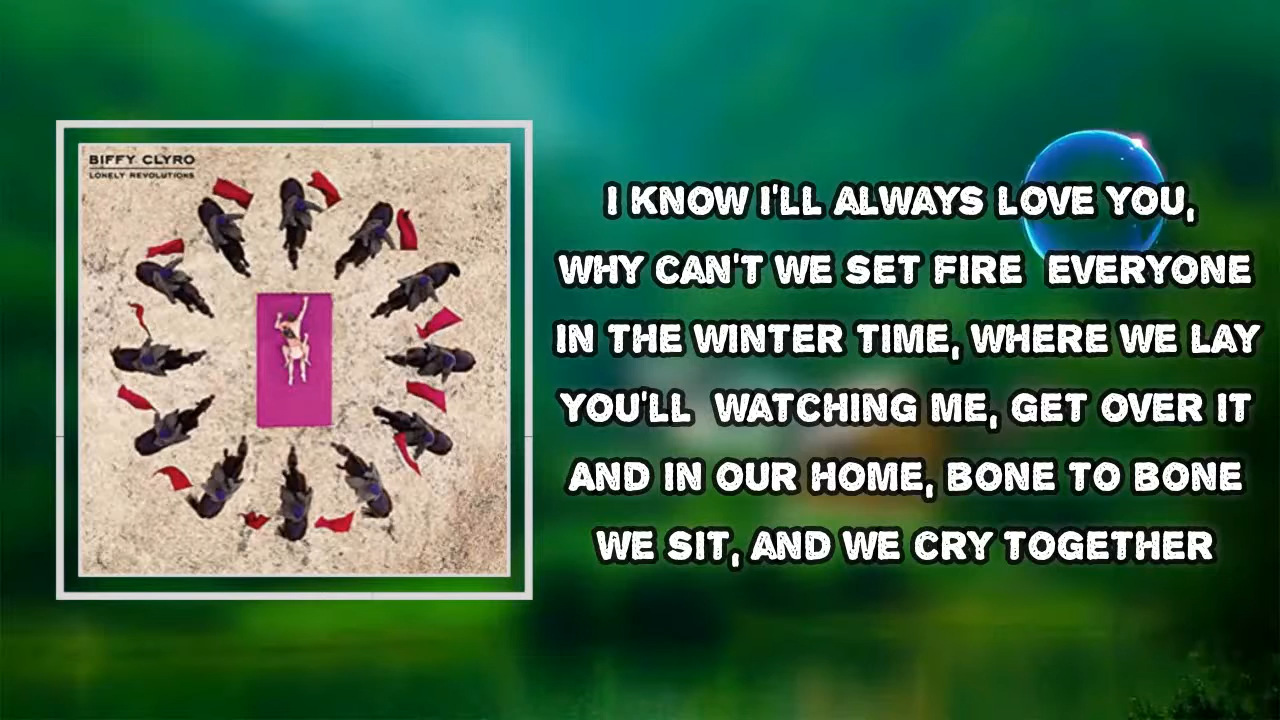 BIFFY CLYRO
LONELY REVOLUTIONS
I KNOW I'LL ALWAYS LOVE YOU,
WHY CAN'T WE SET FIRE EVERYONE
IN THE WINTER TIME, WHERE WE LAY
YOU'LL WATCHING ME, GET OVER IT
AND IN OUR HOME, BONE TO BONE
WE SIT, AND WE CRY TOGETHER